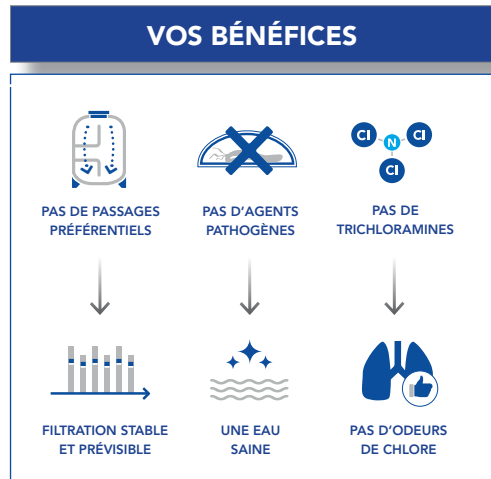 VOS BÉNÉFICES
Cl
N
Cl
Cl
PAS DE PASSAGES
PRÉFÉRENTIELS
PAS D'AGENTS
PATHOGÈNES
PAS DE
TRICHLORAMINES
FILTRATION STABLE
ET PRÉVISIBLE
UNE EAU
SAINE
PAS D'ODEURS
DE CHLORE